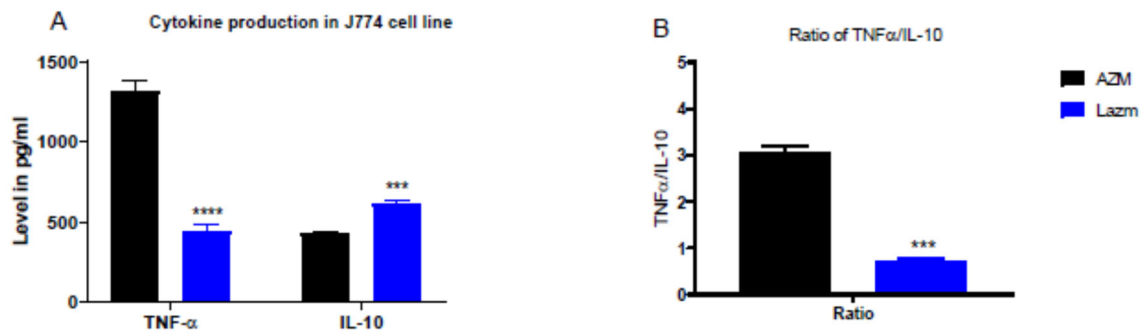 A
Cytokine production in J774 cell line
Level in pg/ml
1500
1000
500
0
****
***
TNF-α
IL-10
B
Ratio of TNFα/IL-10
TNFα/IL-10
5
4
3
2
1
0
***
Ratio
AZM
Lazm